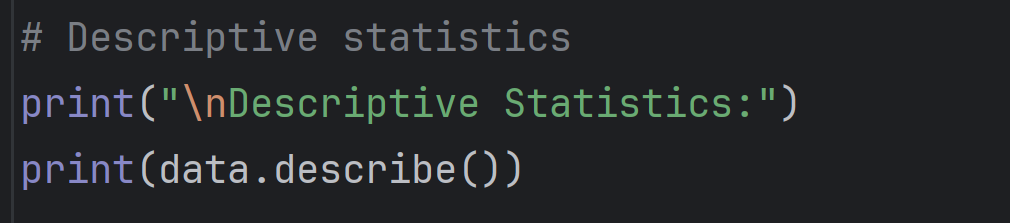 # Descriptive statistics
print("\nDescriptive Statistics:")
print(data.describe())